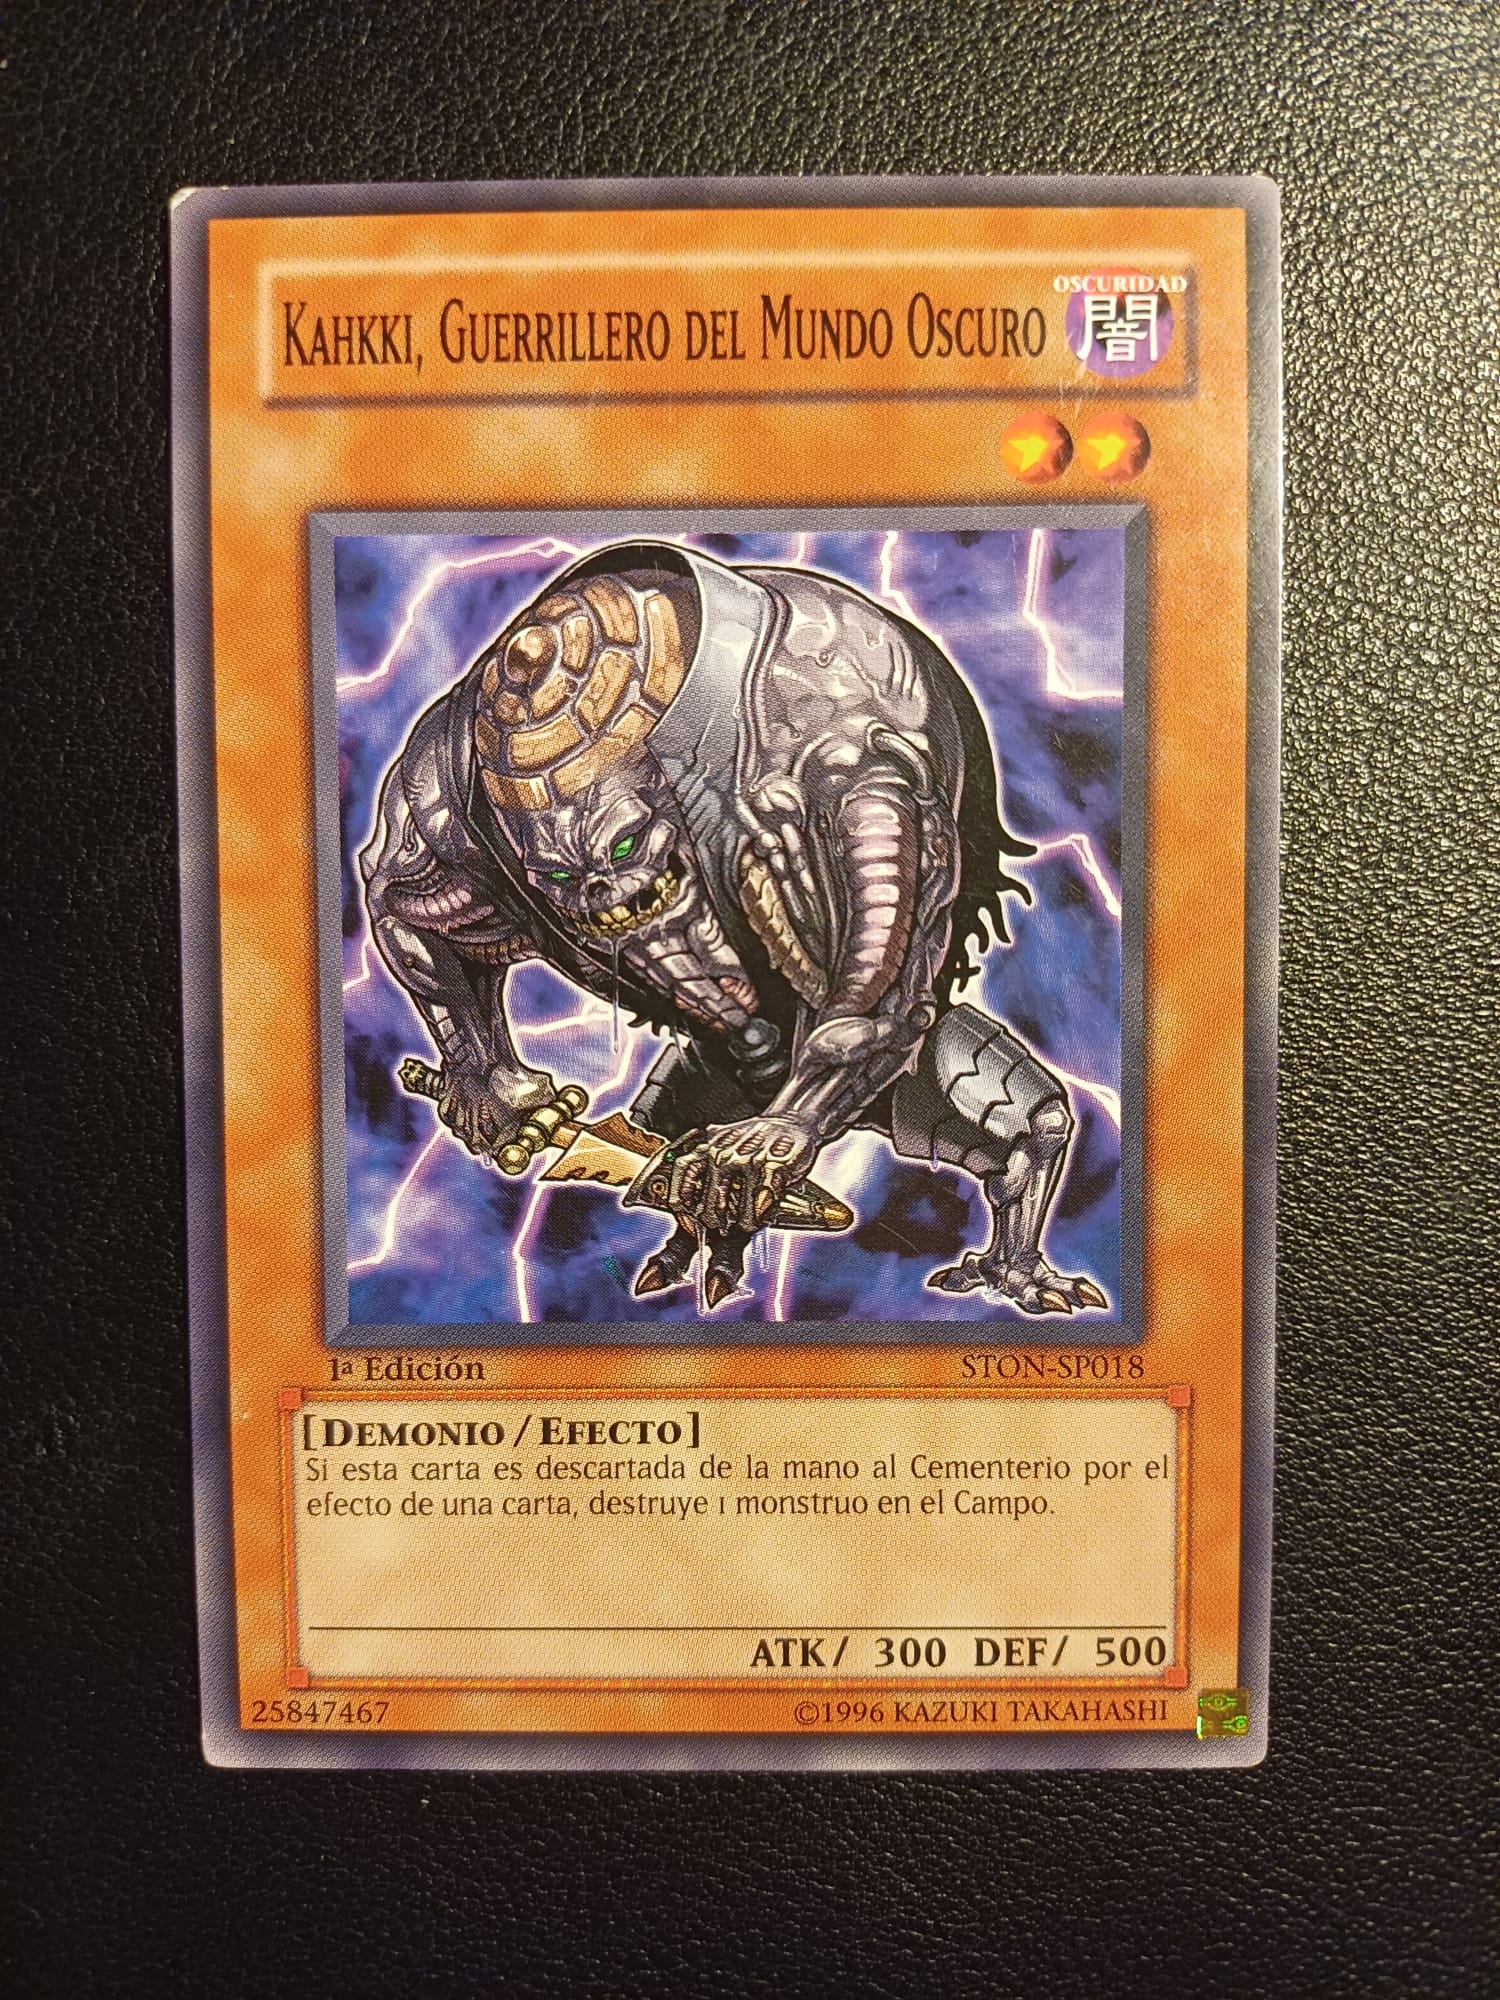 KAHKKI, GUERRILLERO DEL MUNDO OSCURO
OSCURIDAD
闇
1ª Edición
STON-SP018
[DEMONIO/EFECTO]
Si esta carta es descartada de la mano al Cementerio por el
efecto de una carta, destruye 1 monstruo en el Campo.
ATK/ 300 DEF/ 500
25847467
©1996 KAZUKI TAKAHASHI